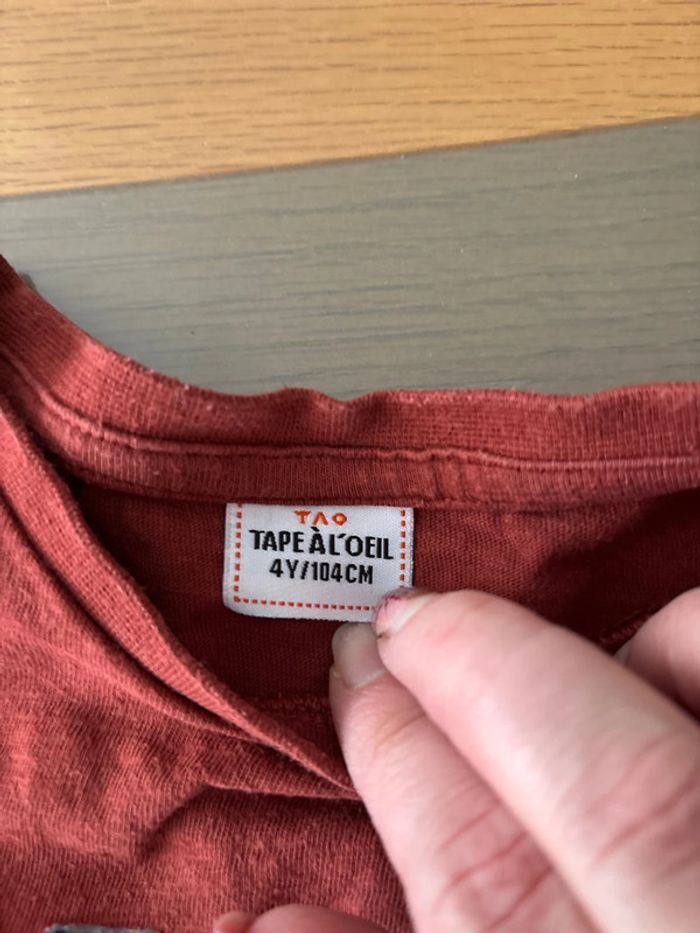 TAO
TAPE À L'OEIL
4Y/104CM